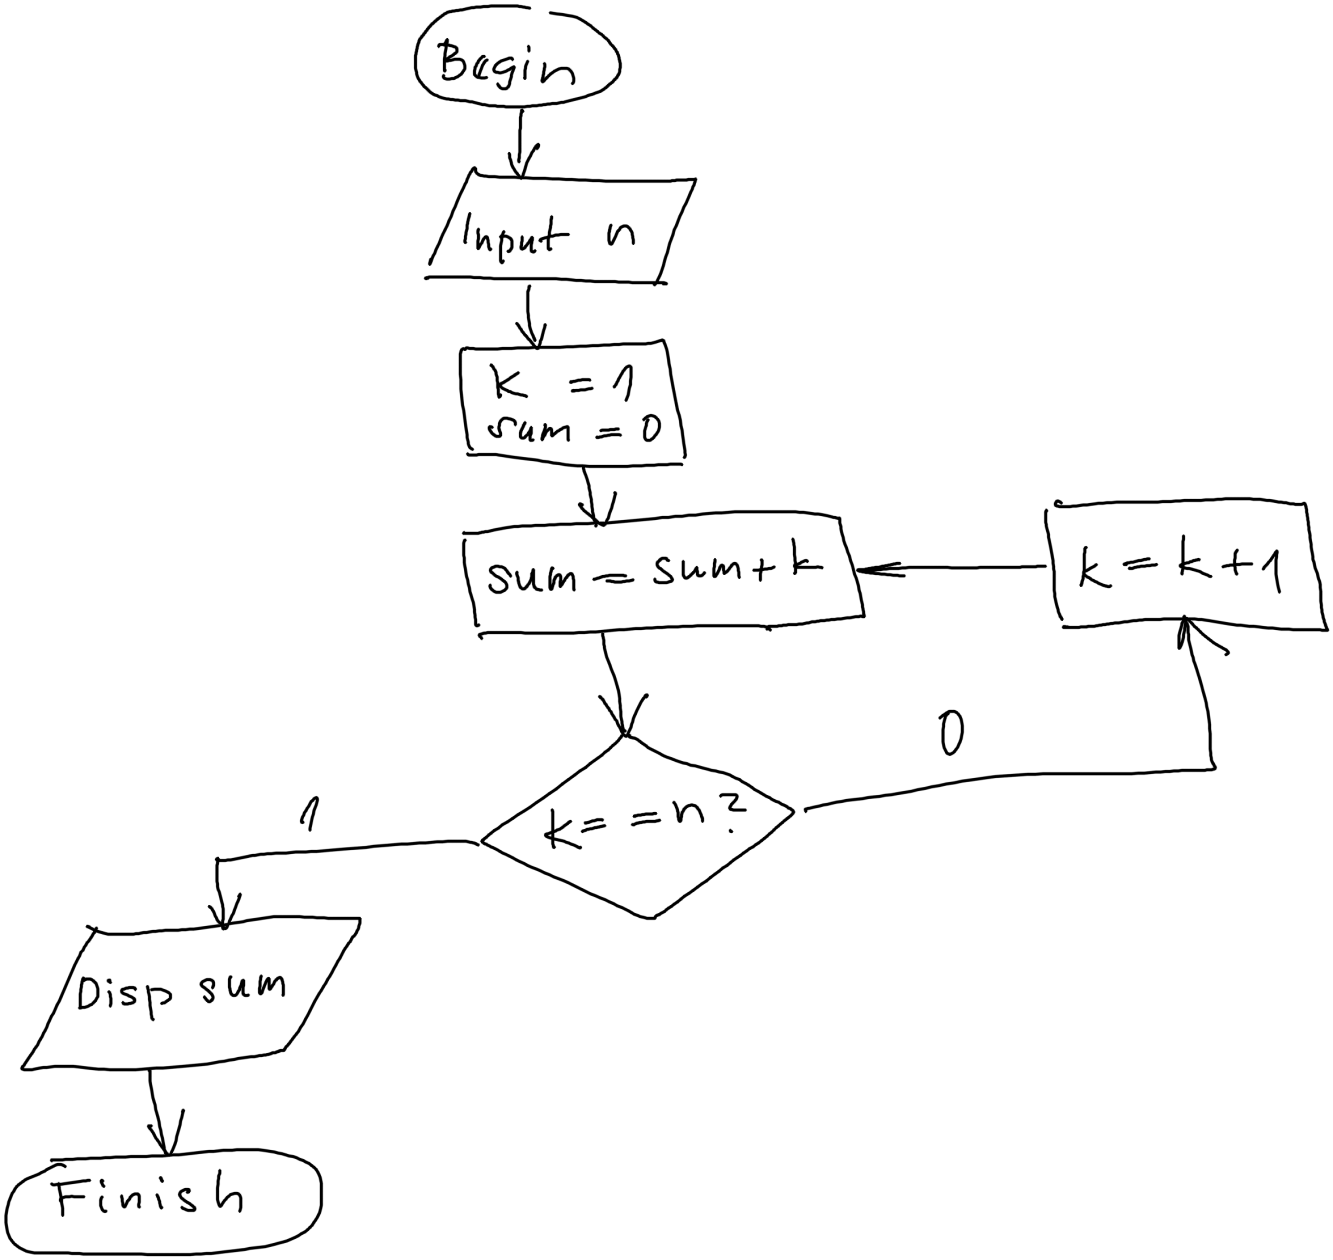 Begin
Input n
K = 1
sum = 0
sum = sum + k
k = k + 1
0
k = = n ?
1
Disp sum
Finish